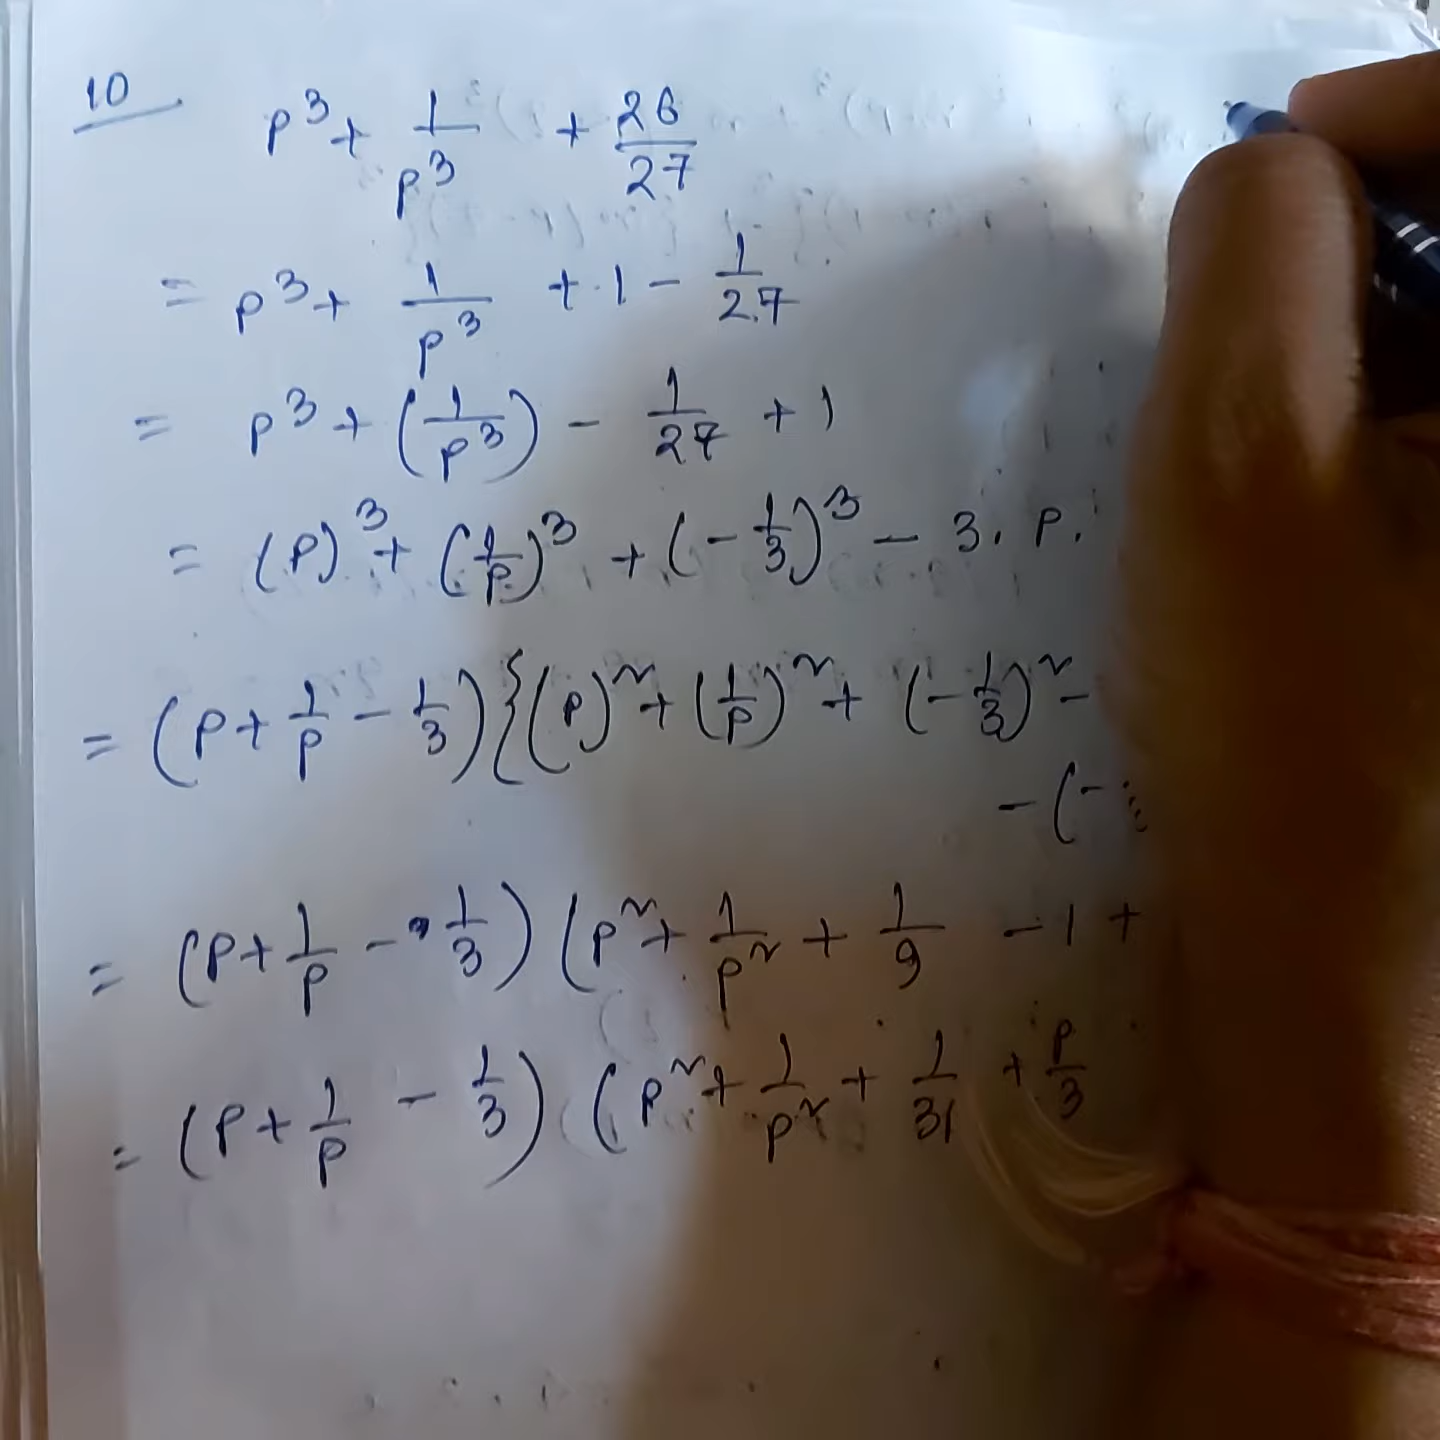 10
p³ + 1/p³ + 26/27
= p³ + 1/p³ + 1 - 1/27
= p³ + (1/p³) - 1/27 + 1
= (P)³ + (1/P)³ + (-1/3)³ - 3. P.
= (P + 1/P - 1/3) {(P)² + (1/P)² + (-1/3)² -
- (-
= (P + 1/P - 1/3) (P² + 1/P² + 1/9 - 1 +
= (P + 1/P - 1/3) (P² + 1/P² + 1/31 + P/3